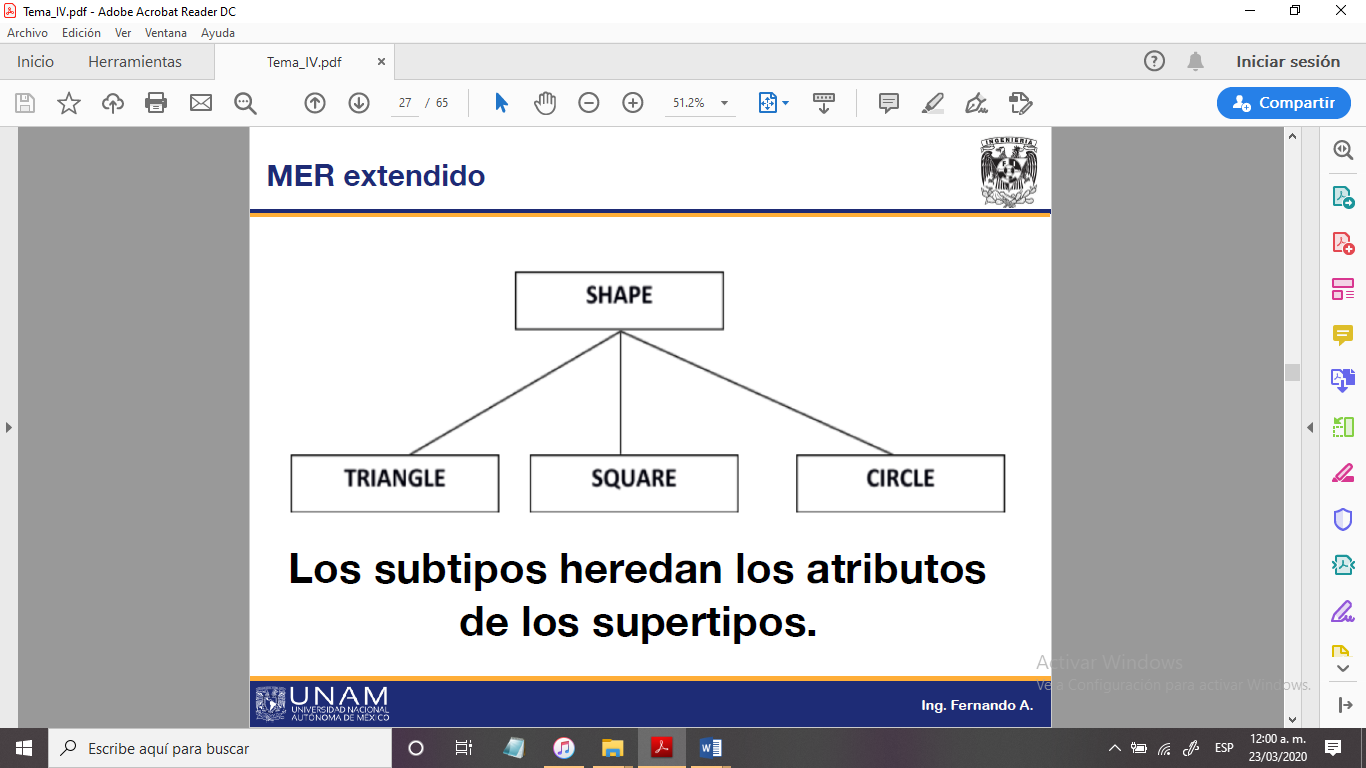 Tema_IV.pdf - Adobe Acrobat Reader DC
Archivo Edición Ver Ventana Ayuda
Inicio Herramientas Tema_IV.pdf × Iniciar sesión
27 / 65 51.2% Compartir
MER extendido
INGENIERIA
SHAPE
TRIANGLE SQUARE CIRCLE
Los subtipos heredan los atributos
de los supertipos.
Activar Windows
Ve a Configuración para activar Windows.
UNAM
UNIVERSIDAD NACIONAL
AUTÓNOMA DE MÉXICO
Ing. Fernando A.
Escribe aquí para buscar
ESP
12:00 a. m.
23/03/2020